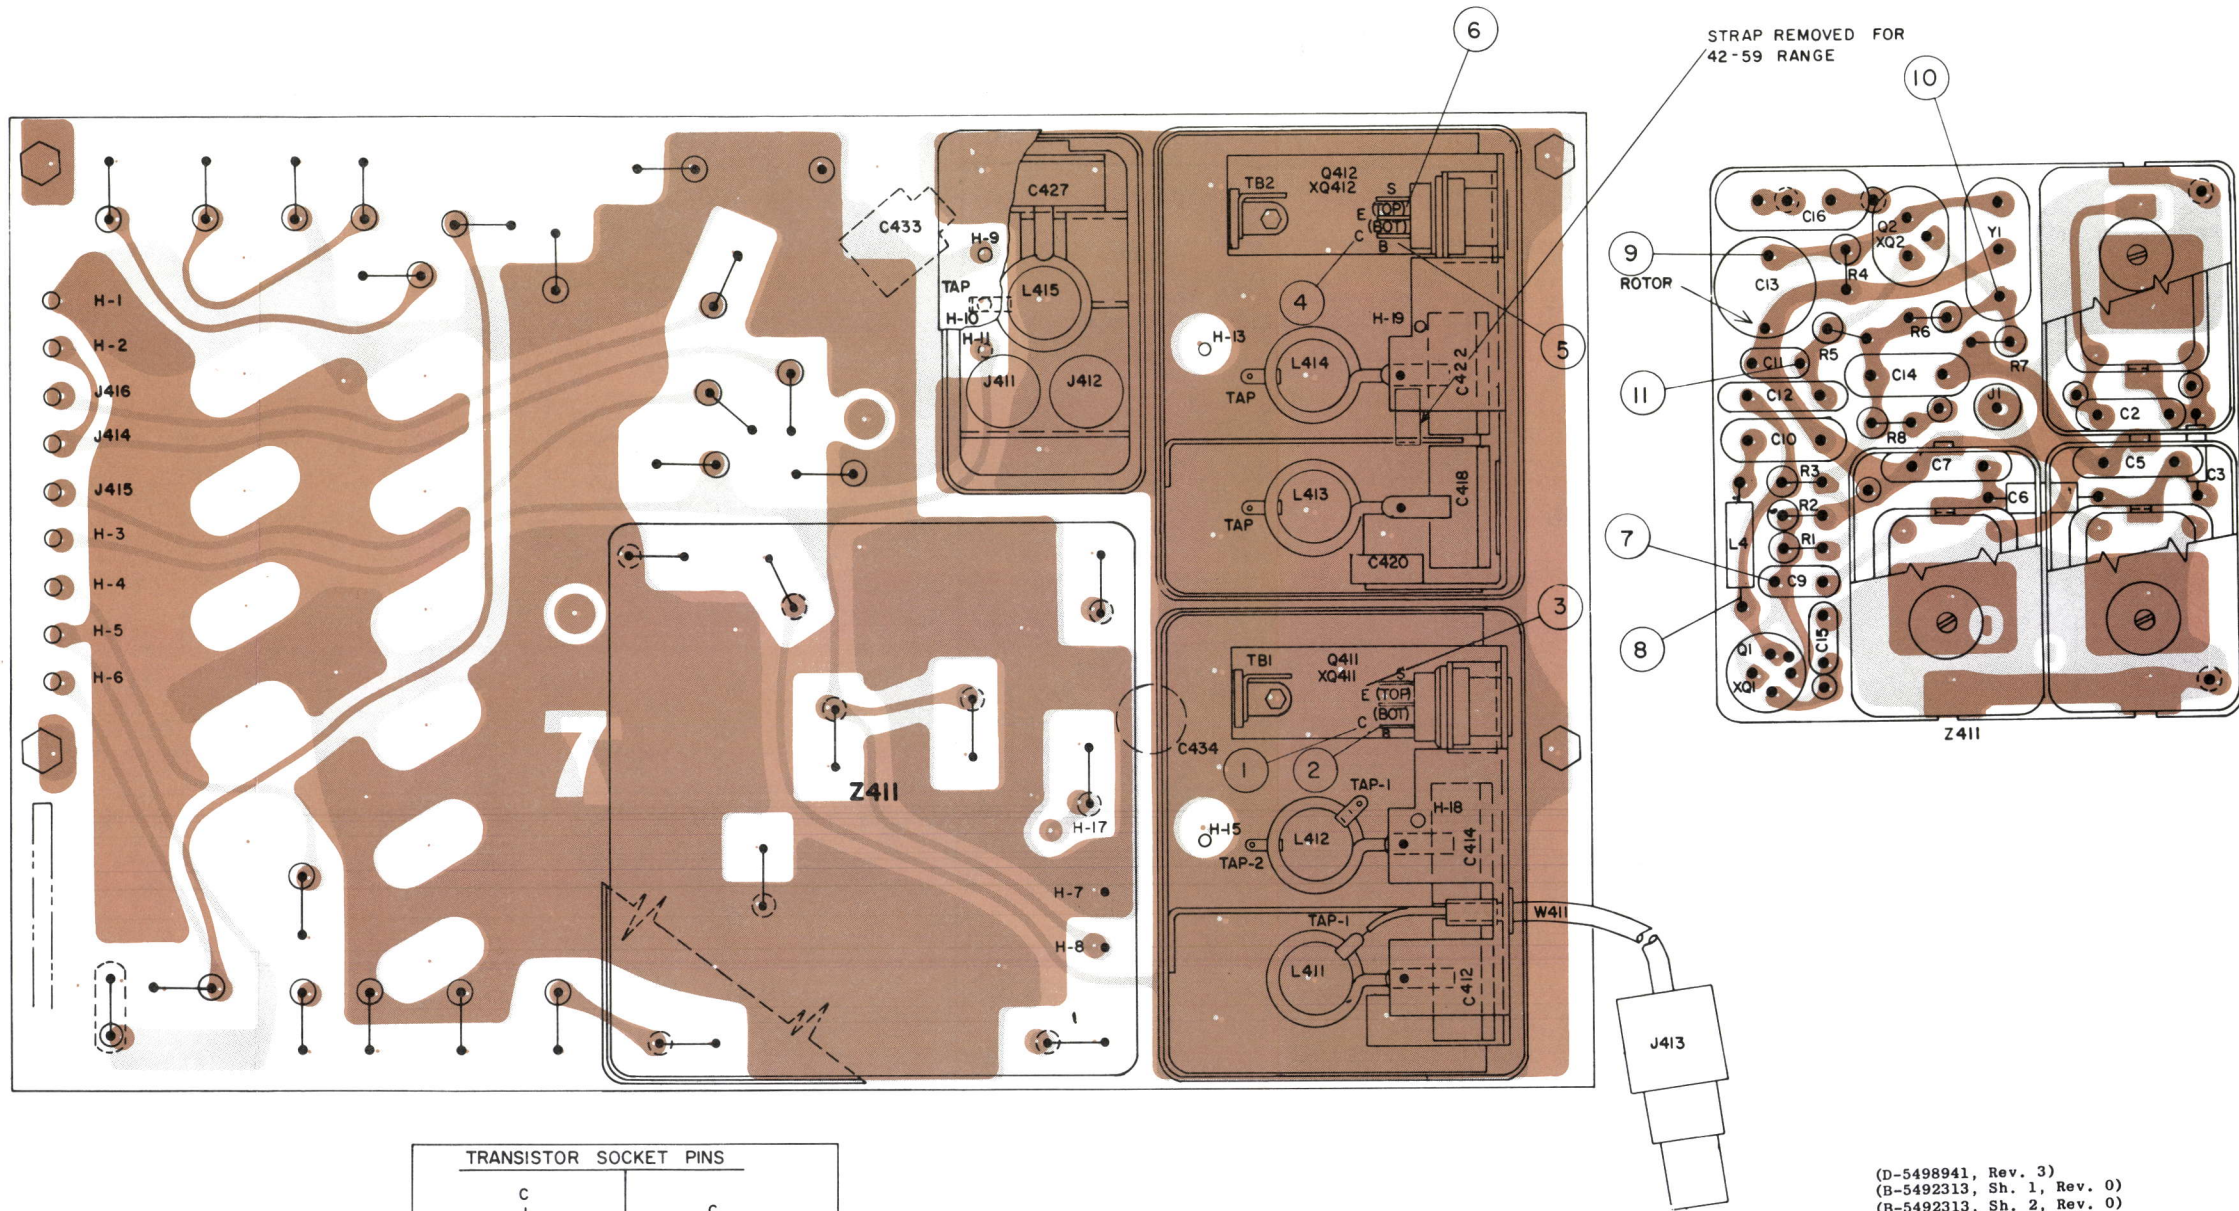 STRAP REMOVED FOR
42-59 RANGE
6
10
9
ROTOR
11
7
8
4
5
3
1
2
H-1
H-2
J416
J414
J415
H-3
H-4
H-5
H-6
7
C433
C427
H-9
TAP
L415
H-10
H-11
J411
J412
TB2
Q412
XQ412
S
E (TOP)
(BOT)
C
B
H-13
H-19
L414
TAP
C422
L413
TAP
C418
C420
TB1
Q411
XQ411
S
E (TOP)
(BOT)
C
B
C434
Z411
H-17
H-7
H-8
H-15
TAP-1
H-18
L412
TAP-2
C414
TAP-1
W411
L411
C412
J413
C16
Q2
XQ2
Y1
C13
R4
R6
R5
R7
C11
C14
C12
J1
C2
C10
R8
C7
C5
C3
R3
C6
R2
L4
R1
C9
C15
Q1
XQ1
Z411
TRANSISTOR SOCKET PINS
C
(D-5498941, Rev. 3)
(B-5492313, Sh. 1, Rev. 0)
(B-5492313, Sh. 2, Rev. 0)